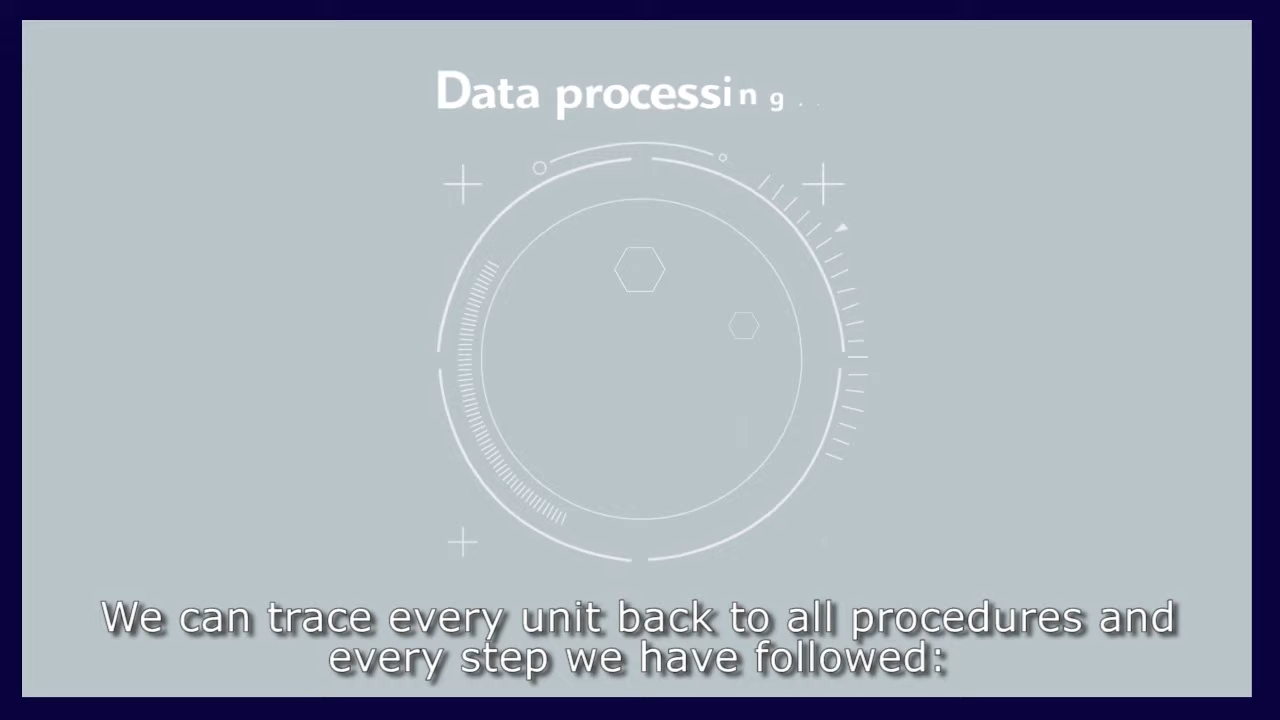 Data processing . .
We can trace every unit back to all procedures and
every step we have followed: